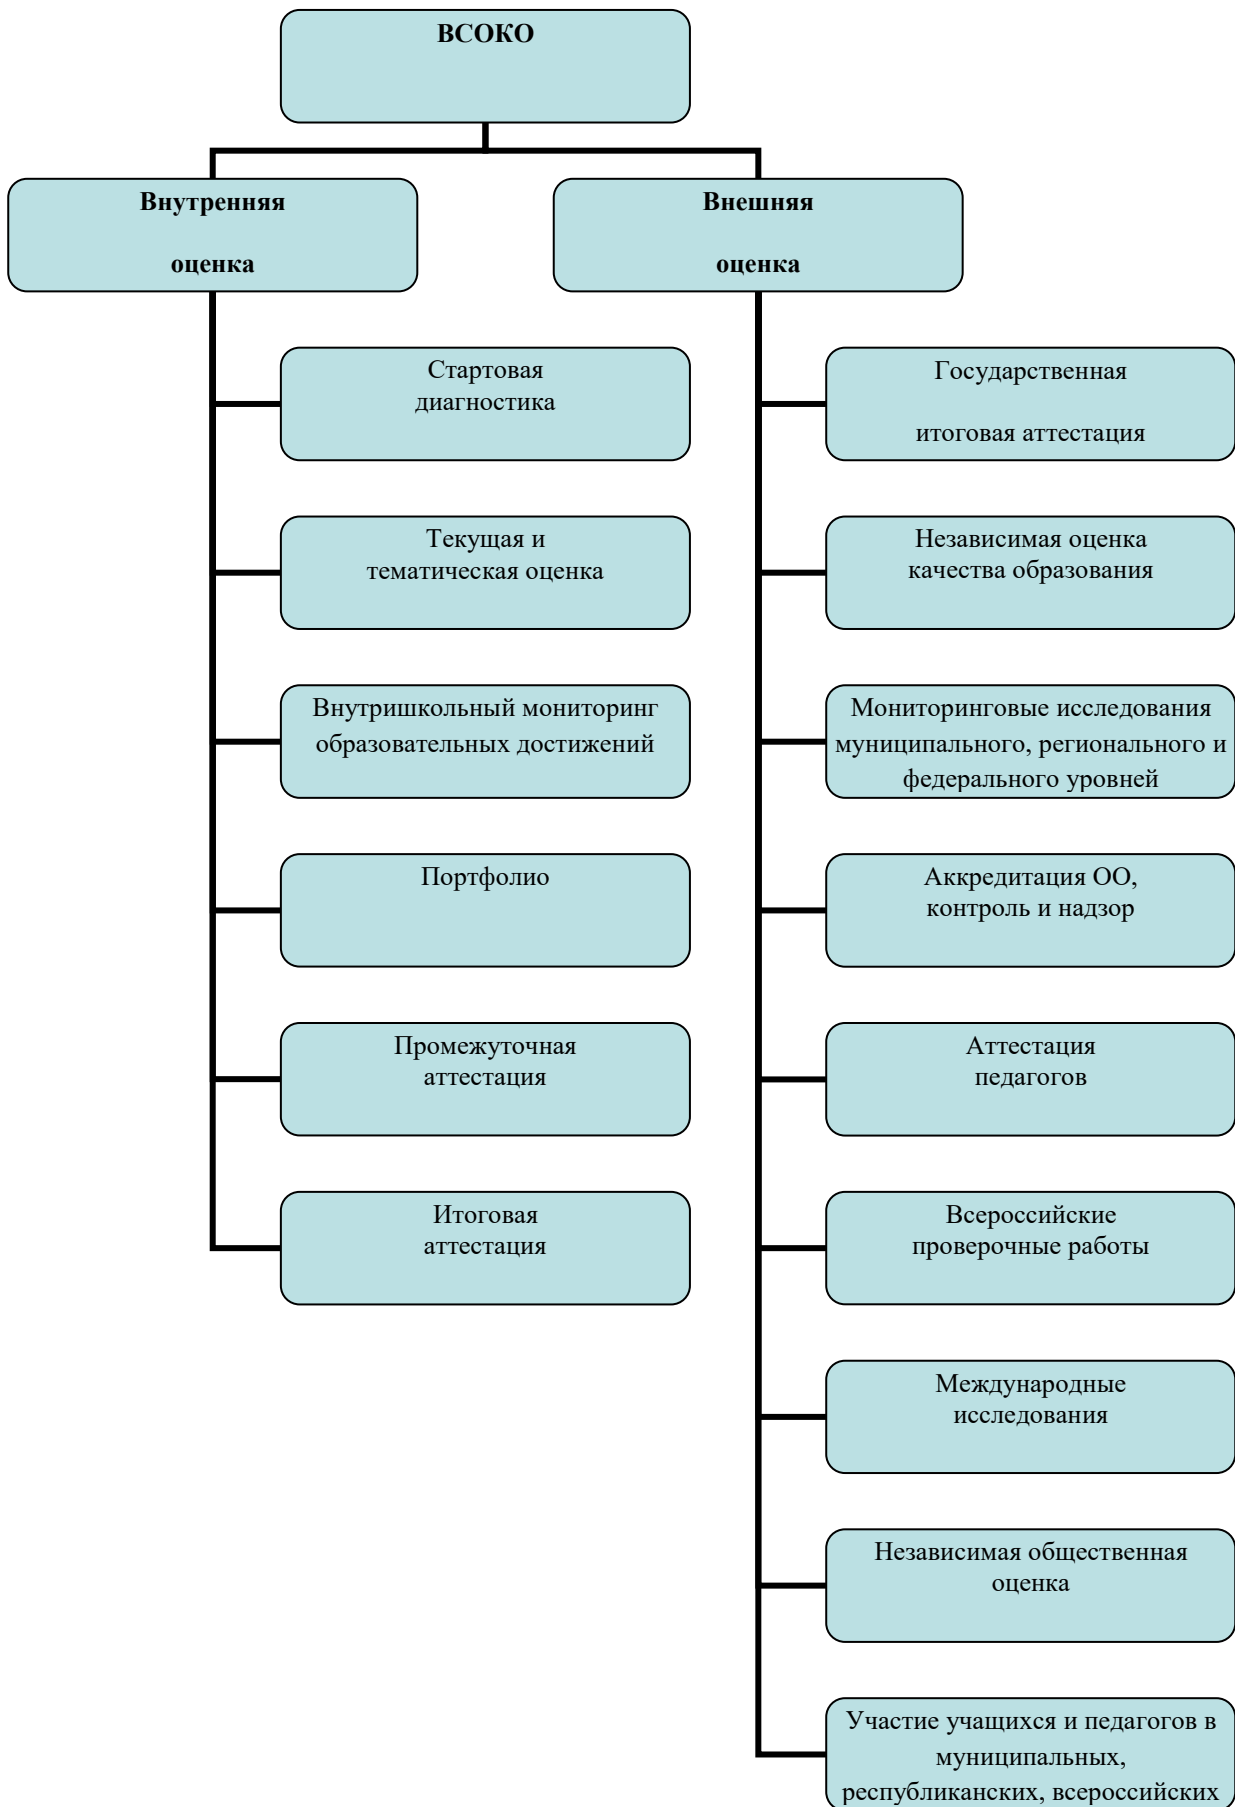 ВСОКО
Внутренняя
оценка
Внешняя
оценка
Стартовая
диагностика
Текущая и
тематическая оценка
Внутришкольный мониторинг
образовательных достижений
Портфолио
Промежуточная
аттестация
Итоговая
аттестация
Государственная
итоговая аттестация
Независимая оценка
качества образования
Мониторинговые исследования
муниципального, регионального и
федерального уровней
Аккредитация ОО,
контроль и надзор
Аттестация
педагогов
Всероссийские
проверочные работы
Международные
исследования
Независимая общественная
оценка
Участие учащихся и педагогов в
муниципальных,
республиканских, всероссийских